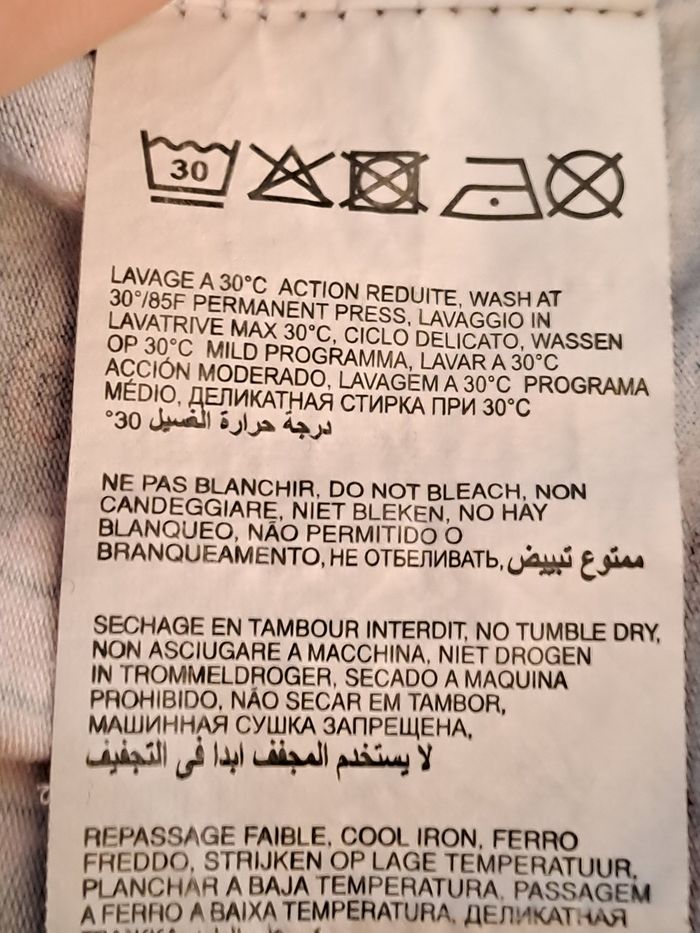 30
LAVAGE A 30°C ACTION REDUITE, WASH AT
30°/85F PERMANENT PRESS, LAVAGGIO IN
LAVATRIVE MAX 30°C, CICLO DELICATO, WASSEN
OP 30°C MILD PROGRAMMA, LAVAR A 30°C
ACCIÓN MODERADO, LAVAGEM A 30°C PROGRAMA
MÉDIO, ДЕЛИКАТНАЯ СТИРКА ПРИ 30°C
درجة حرارة الغسيل 30°
NE PAS BLANCHIR, DO NOT BLEACH, NON
CANDEGGIARE, NIET BLEKEN, NO HAY
BLANQUEO, NÃO PERMITIDO O
BRANQUEAMENTO, НЕ ОТБЕЛИВАТЬ, ممنوع تبييض
SECHAGE EN TAMBOUR INTERDIT, NO TUMBLE DRY,
NON ASCIUGARE A MACCHINA, NIET DROGEN
IN TROMMELDROGER, SECADO A MAQUINA
PROHIBIDO, NÃO SECAR EM TAMBOR,
МАШИННАЯ СУШКА ЗАПРЕЩЕНА,
لا يستخدم المجفف ابدا في التجفيف
REPASSAGE FAIBLE, COOL IRON, FERRO
FREDDO, STRIJKEN OP LAGE TEMPERATUUR,
PLANCHAR A BAJA TEMPERATURA, PASSAGEM
A FERRO A BAIXA TEMPERATURA, ДЕЛИКАТНАЯ